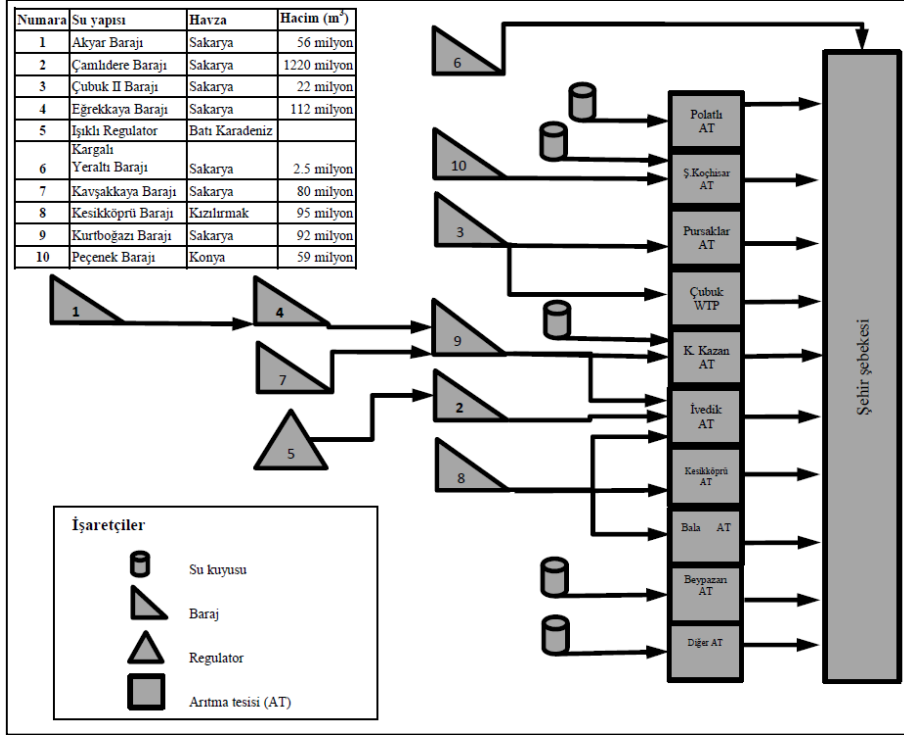 Numara Su yapısı Havza Hacim (m³)
1 Akyar Barajı Sakarya 56 milyon
2 Çamlıdere Barajı Sakarya 1220 milyon
3 Çubuk II Barajı Sakarya 22 milyon
4 Eğrekkaya Barajı Sakarya 112 milyon
5 Işıklı Regulator Batı Karadeniz
6 Kargalı
Yeraltı Barajı Sakarya 2.5 milyon
7 Kavşakkaya Barajı Sakarya 80 milyon
8 Kesikköprü Barajı Kızılırmak 95 milyon
9 Kurtboğazı Barajı Sakarya 92 milyon
10 Peçenek Barajı Konya 59 milyon
6
10
3
1
4
9
7
2
5
8
Polatlı
AT
Ş.Koçhisar
AT
Pursaklar
AT
Çubuk
WTP
K. Kazan
AT
İvedik
AT
Kesikköprü
AT
Bala AT
Beypazarı
AT
Diğer AT
Şehir şebekesi
İşaretçiler
Su kuyusu
Baraj
Regulator
Arıtma tesisi (AT)